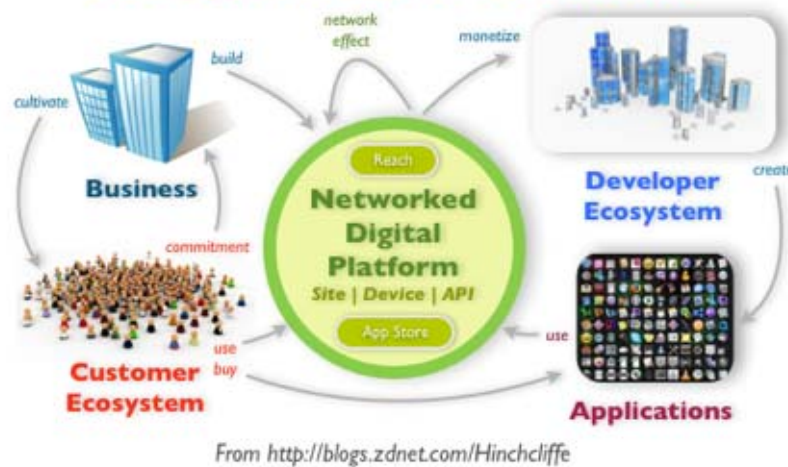 network
effect
monetize
build
cultivate
Business
Reach
Networked
Digital
Platform
Site | Device | API
App Store
Developer
Ecosystem
create
commitment
use
buy
Customer
Ecosystem
use
Applications
From http://blogs.zdnet.com/Hinchcliffe